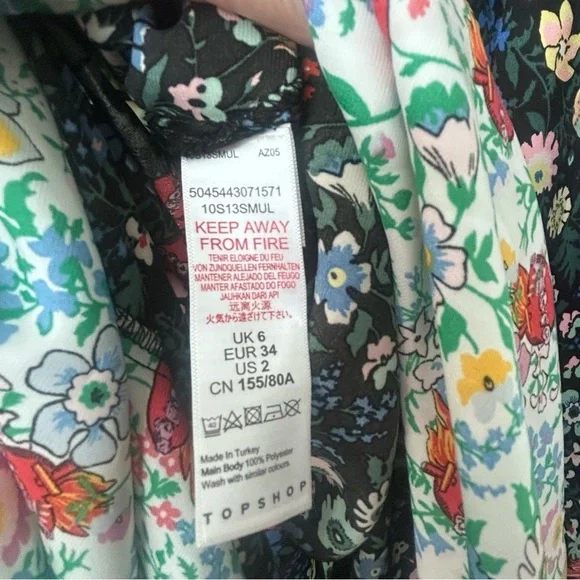 10S13SMUL AZ05
5045443071571
10S13SMUL
KEEP AWAY
FROM FIRE
TENIR ELOIGNE DU FEU
VON ZUNDQUELLEN FERNHALTEN
MANTENER ALEJADO DEL FEUGO
MANTER AFASTADO DO FOGO
JAUHKAN DARI API
远离火源
火気から遠ざけて下さい。
UK 6
EUR 34
US 2
CN 155/80A
Made in Turkey
Main Body 100% Polyester
Wash with similar colours
TOPSHOP